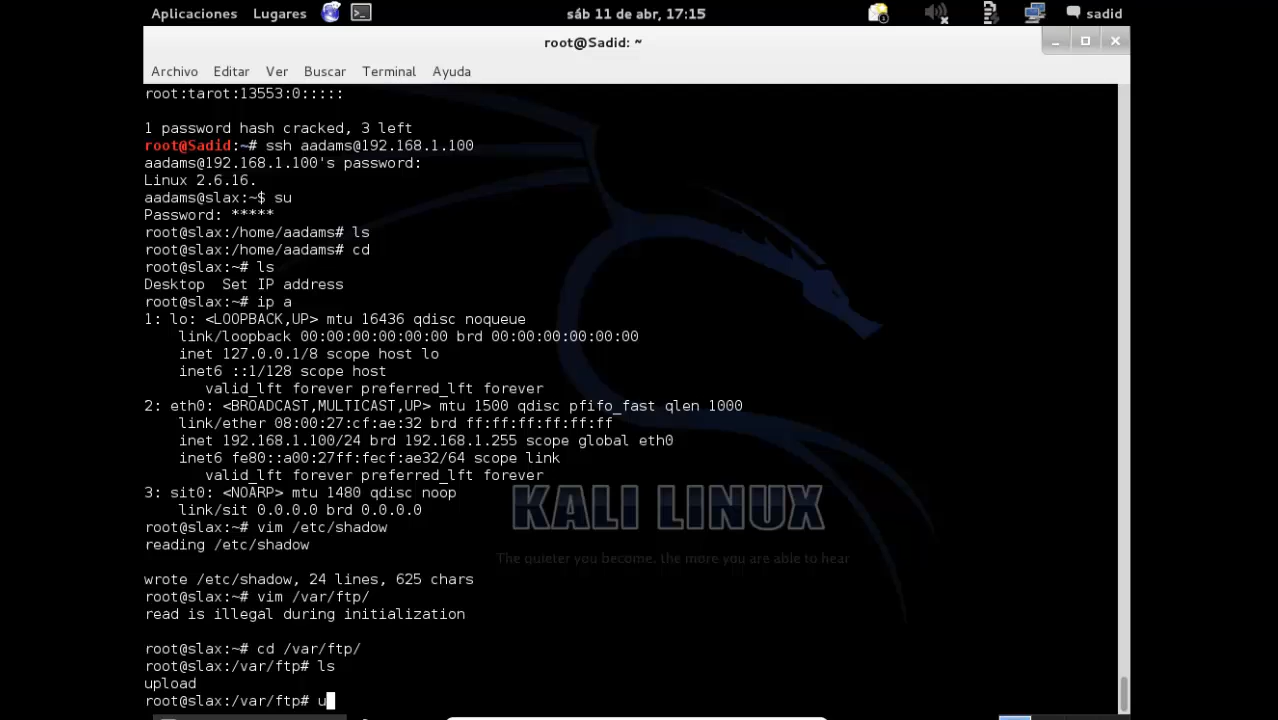 Aplicaciones Lugares sáb 11 de abr, 17:15 sadid
root@Sadid: ~
Archivo Editar Ver Buscar Terminal Ayuda
root:tarot:13553:0:::::
1 password hash cracked, 3 left
root@Sadid:~# ssh aadams@192.168.1.100
aadams@192.168.1.100's password:
Linux 2.6.16.
aadams@slax:~$ su
Password: *****
root@slax:/home/aadams# ls
root@slax:/home/aadams# cd
root@slax:~# ls
Desktop  Set IP address
root@slax:~# ip a
1: lo: <LOOPBACK,UP> mtu 16436 qdisc noqueue
    link/loopback 00:00:00:00:00:00 brd 00:00:00:00:00:00
    inet 127.0.0.1/8 scope host lo
    inet6 ::1/128 scope host
       valid_lft forever preferred_lft forever
2: eth0: <BROADCAST,MULTICAST,UP> mtu 1500 qdisc pfifo_fast qlen 1000
    link/ether 08:00:27:cf:ae:32 brd ff:ff:ff:ff:ff:ff
    inet 192.168.1.100/24 brd 192.168.1.255 scope global eth0
    inet6 fe80::a00:27ff:fecf:ae32/64 scope link
       valid_lft forever preferred_lft forever
3: sit0: <NOARP> mtu 1480 qdisc noop
    link/sit 0.0.0.0 brd 0.0.0.0
KALI LINUX
root@slax:~# vim /etc/shadow
reading /etc/shadow
The quieter you become, the more you are able to hear
wrote /etc/shadow, 24 lines, 625 chars
root@slax:~# vim /var/ftp/
read is illegal during initialization
root@slax:~# cd /var/ftp/
root@slax:/var/ftp# ls
upload
root@slax:/var/ftp# u